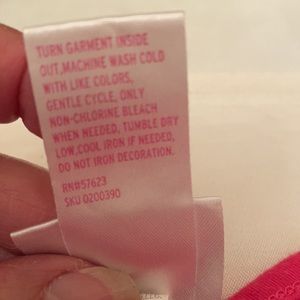 TURN GARMENT INSIDE
OUT,MACHINE WASH COLD
WITH LIKE COLORS,
GENTLE CYCLE, ONLY
NON-CHLORINE BLEACH
WHEN NEEDED, TUMBLE DRY
LOW,COOL IRON IF NEEDED,
DO NOT IRON DECORATION.
RN#57623
SKU 0200390